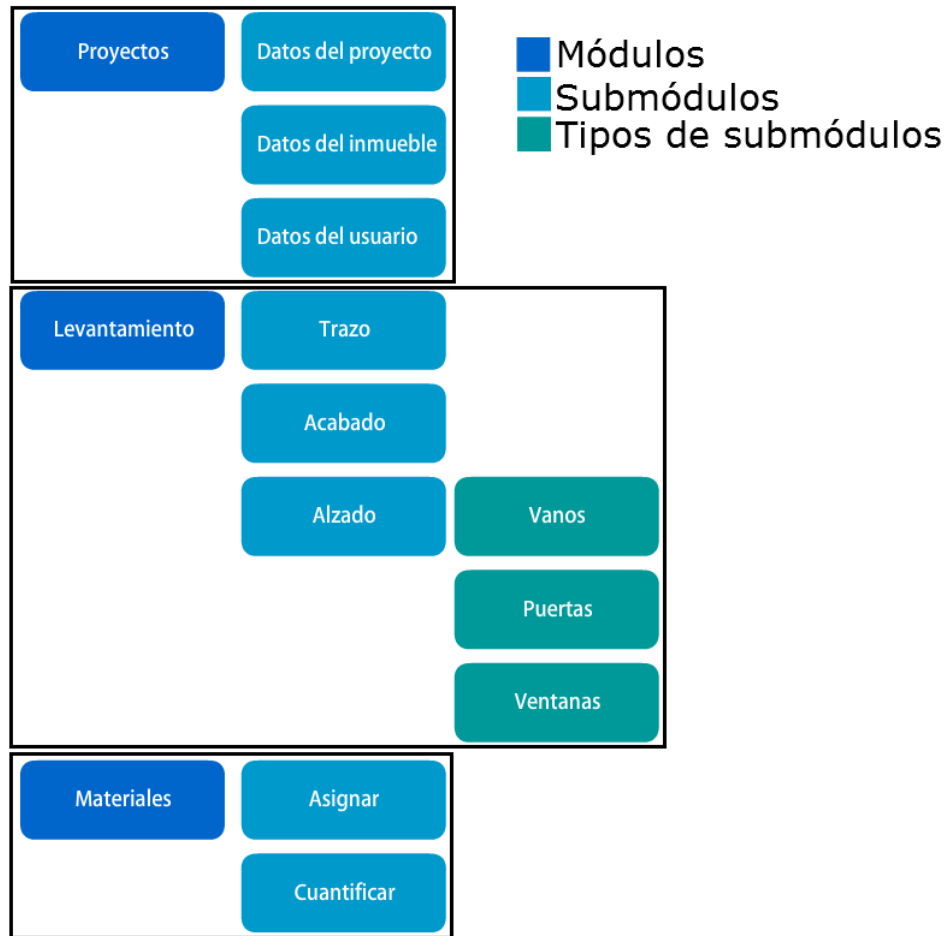 Proyectos
Datos del proyecto
Datos del inmueble
Datos del usuario
Módulos
Submódulos
Tipos de submódulos
Levantamiento
Trazo
Acabado
Alzado
Vanos
Puertas
Ventanas
Materiales
Asignar
Cuantificar